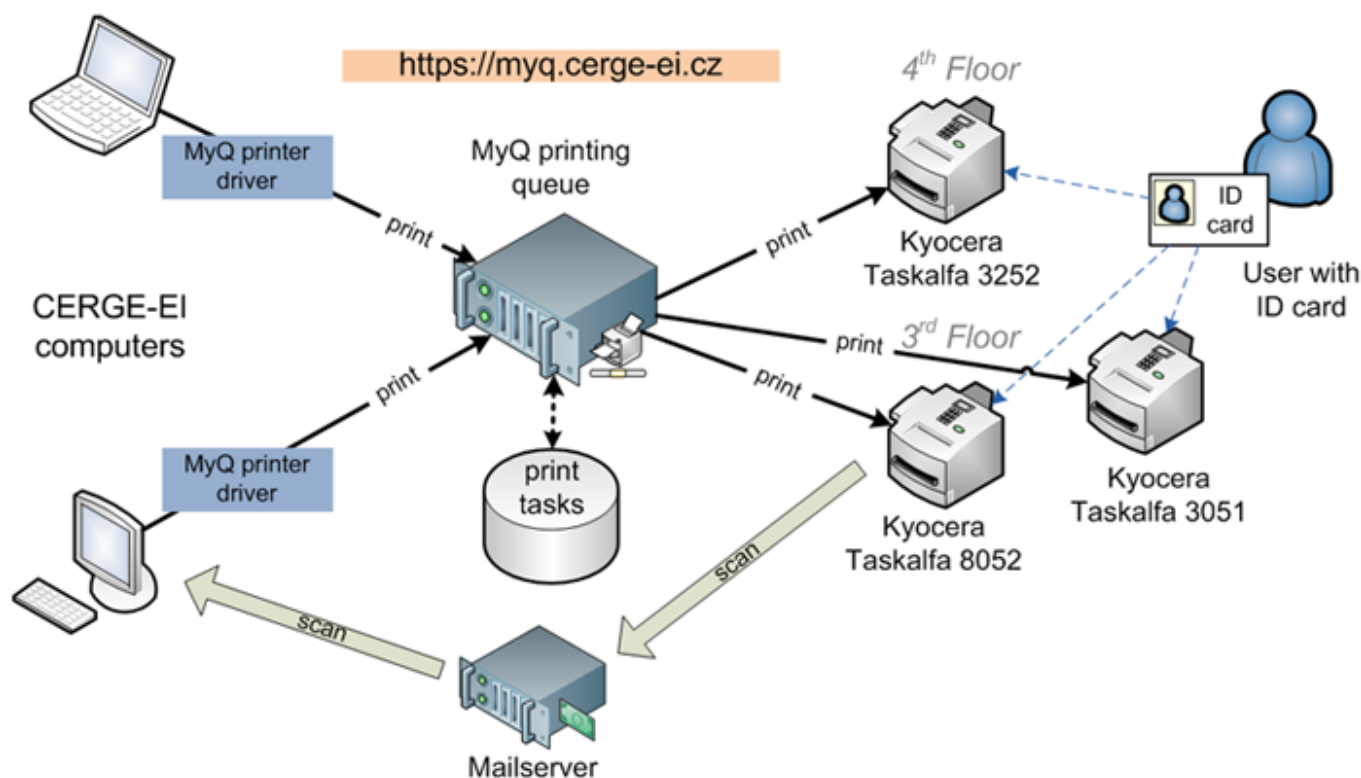 https://myq.cerge-ei.cz
4th Floor
MyQ printer
driver
MyQ printing
queue
print
print
ID
card
Kyocera
Taskalfa 3252
User with
ID card
CERGE-EI
computers
3rd Floor
print
print
print
MyQ printer
driver
print
tasks
Kyocera
Taskalfa 3051
Kyocera
Taskalfa 8052
scan
scan
Mailserver